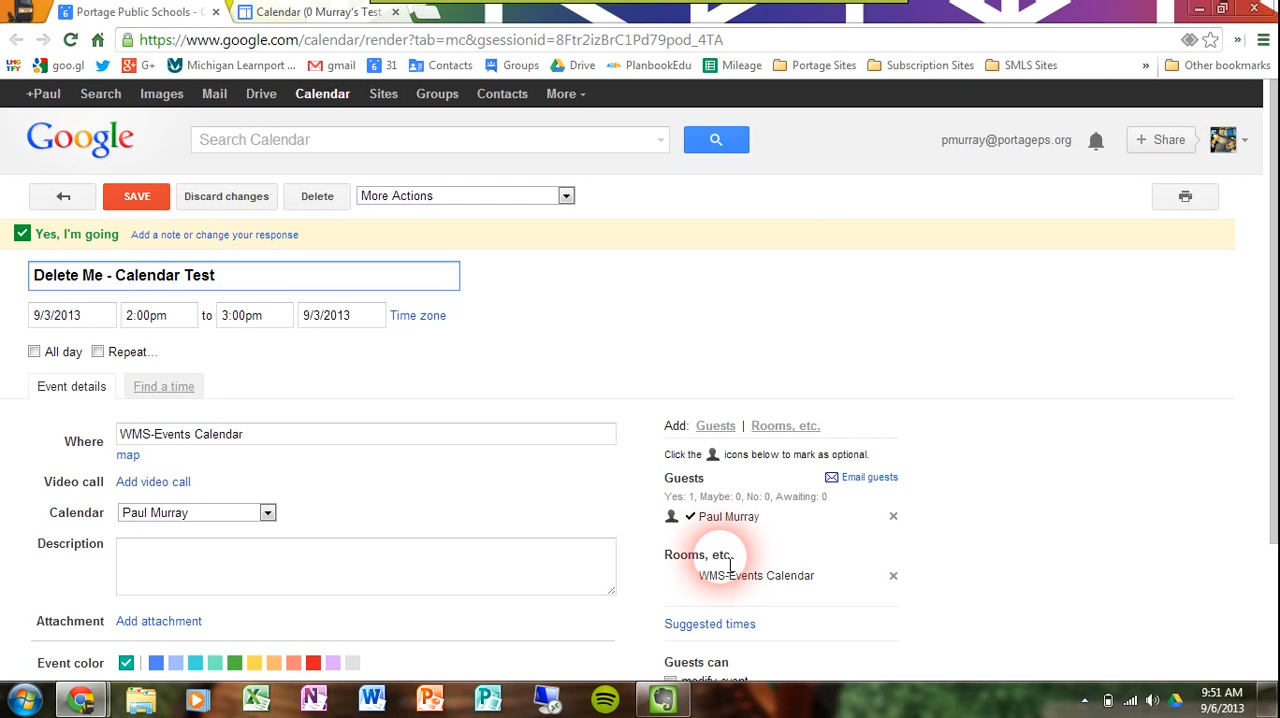 Portage Public Schools - × Calendar (0 Murray's Test ×
https://www.google.com/calendar/render?tab=mc&gsessionid=8Ftr2izBrC1Pd79pod_4TA
goo.gl G+ Michigan Learnport ... gmail 31 Contacts Groups Drive PlanbookEdu Mileage Portage Sites Subscription Sites SMLS Sites » Other bookmarks
+Paul Search Images Mail Drive Calendar Sites Groups Contacts More
Google Search Calendar pmurray@portageps.org + Share
SAVE Discard changes Delete More Actions
Yes, I'm going Add a note or change your response
Delete Me - Calendar Test
9/3/2013 2:00pm to 3:00pm 9/3/2013 Time zone
All day Repeat...
Event details Find a time
Where WMS-Events Calendar
map
Video call Add video call
Calendar Paul Murray
Description
Attachment Add attachment
Event color
Add: Guests | Rooms, etc.
Click the icons below to mark as optional.
Guests Email guests
Yes: 1, Maybe: 0, No: 0, Awaiting: 0
Paul Murray
Rooms, etc.
WMS-Events Calendar
Suggested times
Guests can
modify event
9:51 AM
9/6/2013